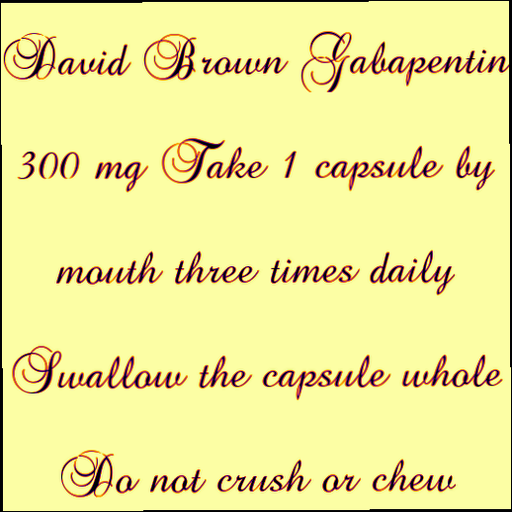 David Brown Gabapentin
300 mg Take 1 capsule by
mouth three times daily
Swallow the capsule whole
Do not crush or chew